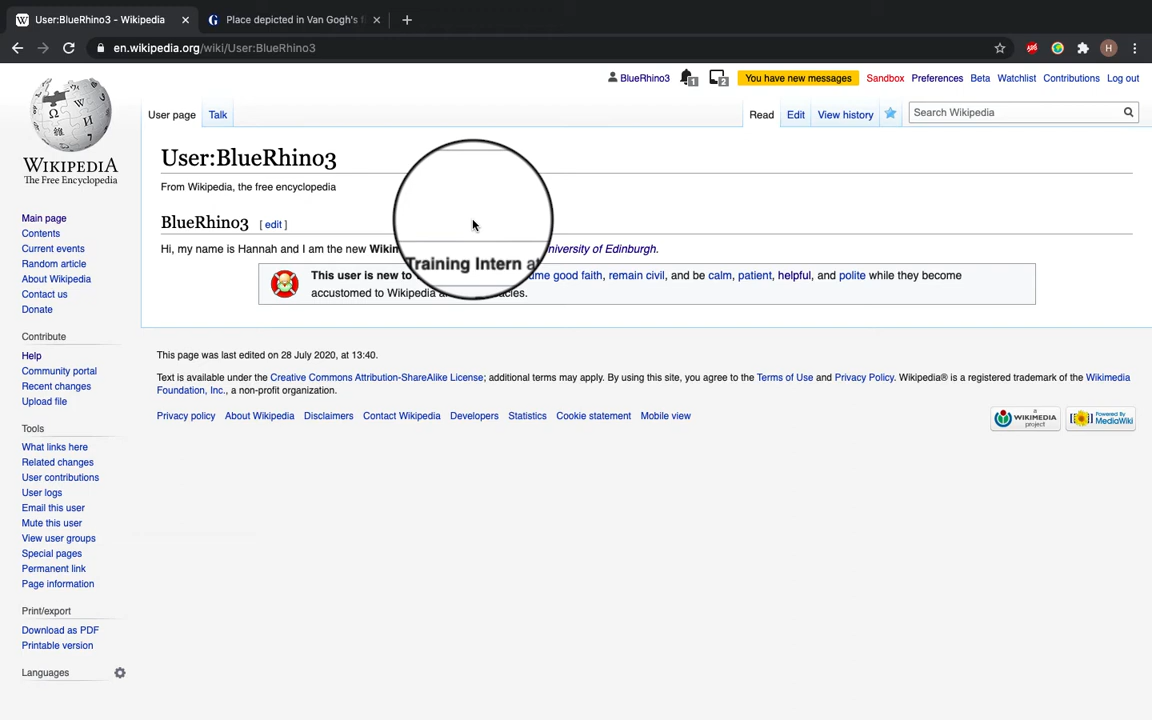 User:BlueRhino3 - Wikipedia
Place depicted in Van Gogh's
en.wikipedia.org/wiki/User:BlueRhino3
H
BlueRhino3 1 2 You have new messages Sandbox Preferences Beta Watchlist Contributions Log out
User page Talk Read Edit View history Search Wikipedia
WIKIPEDIA
The Free Encyclopedia
User:BlueRhino3
From Wikipedia, the free encyclopedia
BlueRhino3 [ edit ]
Hi, my name is Hannah and I am the new niversity of Edinburgh.
Training Intern
This user is new to me good faith, remain civil, and be calm, patient, helpful, and polite while they become
accustomed to Wikipedia
This page was last edited on 28 July 2020, at 13:40.
Text is available under the Creative Commons Attribution-ShareAlike License; additional terms may apply. By using this site, you agree to the Terms of Use and Privacy Policy. Wikipedia® is a registered trademark of the Wikimedia
Foundation, Inc., a non-profit organization.
Privacy policy About Wikipedia Disclaimers Contact Wikipedia Developers Statistics Cookie statement Mobile view
a
WIKIMEDIA
project
Powered By
MediaWiki
Main page
Contents
Current events
Random article
About Wikipedia
Contact us
Donate
Contribute
Help
Community portal
Recent changes
Upload file
Tools
What links here
Related changes
User contributions
User logs
Email this user
Mute this user
View user groups
Special pages
Permanent link
Page information
Print/export
Download as PDF
Printable version
Languages